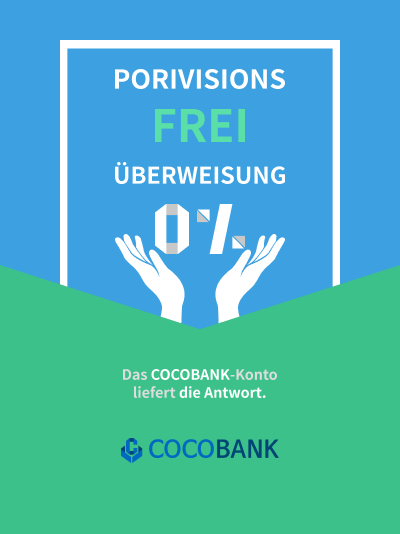 PORIVISIONS
FREI
ÜBERWEISUNG
0%
Das COCOBANK-Konto
liefert die Antwort.
COCOBANK